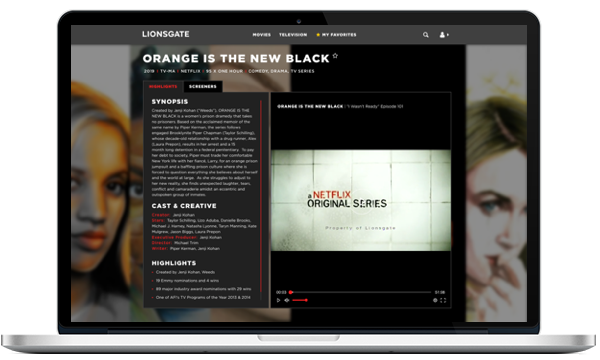 LIONSGATE
MOVIES TELEVISION ★ MY FAVORITES
ORANGE IS THE NEW BLACK ☆
2019 | TV-MA | NETFLIX | 95 X ONE HOUR | COMEDY, DRAMA, TV SERIES
HIGHLIGHTS SCREENERS
SYNOPSIS
Created by Jenji Kohan ("Weeds"), ORANGE IS THE
NEW BLACK is a women's prison dramedy that takes
no prisoners. Based on the acclaimed memoir of the
same name by Piper Kerman, the series follows
engaged Brooklynite Piper Chapman (Taylor Schilling),
whose decade-old relationship with a drug runner, Alex
(Laura Prepon), results in her arrest and a 15
month long detention in a federal penitentiary. To pay
her debt to society, Piper must trade her comfortable
New York life with her fiancé, Larry, for an orange prison
jumpsuit and a baffling prison culture where she is
forced to question everything she believes about herself
and the world at large. As she struggles to adjust to
her new reality, she finds unexpected laughter, tears,
conflict and camaraderie amidst an eccentric and
outspoken group of inmates.
CAST & CREATIVE
Creator: Jenji Kohan
Stars: Taylor Schilling, Uzo Aduba, Danielle Brooks,
Michael J. Harney, Natasha Lyonne, Taryn Manning, Kate
Mulgrew, Jason Biggs, Laura Prepon
Executive Producer: Jenji Kohan
Director: Michael Trim
Writer: Piper Kerman, Jenji Kohan
HIGHLIGHTS
Created by Jenji Kohan, Weeds
19 Emmy nominations and 4 wins
89 major industry award nominations with 29 wins
One of AFI's TV Programs of the Year 2013 & 2014
ORANGE IS THE NEW BLACK | "I Wasn't Ready" Episode 101
a NETFLIX
ORIGINAL SERIES
Property of Lionsgate
00:03 51:08